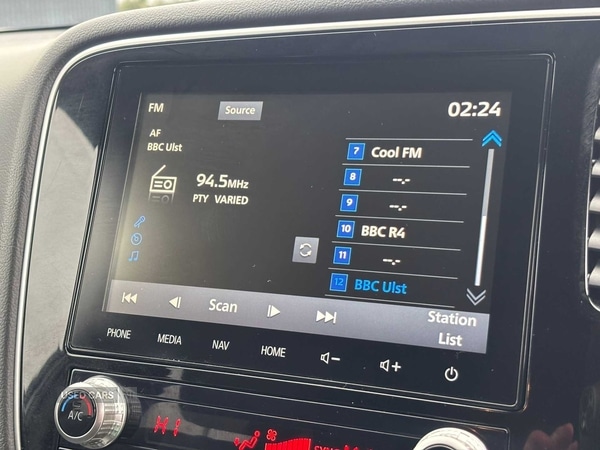 FM
Source
02:24
AF
BBC Ulst
94.5MHz
PTY VARIED
7 Cool FM
8 --.-
9 --.-
10 BBC R4
11 --.-
12 BBC Ulst
Scan
Station
List
PHONE
MEDIA
NAV
HOME
USED CARS
A/C
SYNC